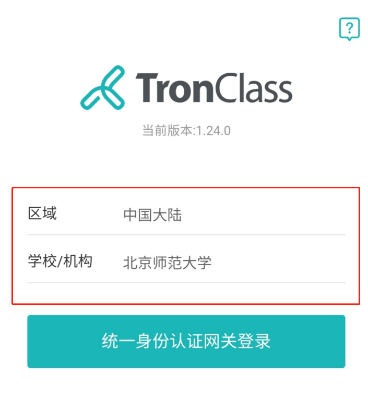 ?
TronClass
当前版本:1.24.0
区域 中国大陆
学校/机构 北京师范大学
统一身份认证网关登录